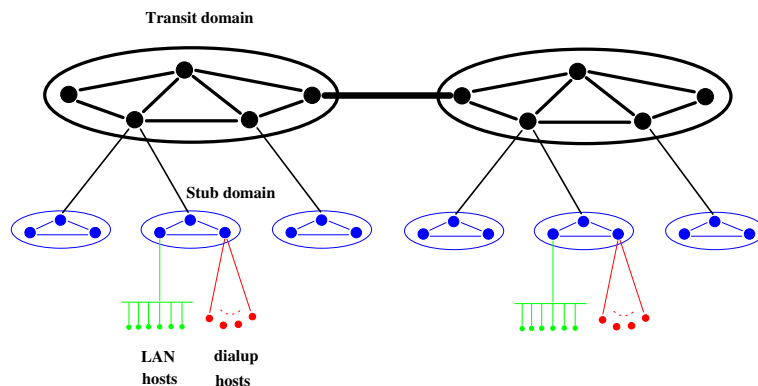 Transit domain
Stub domain
LAN
hosts
dialup
hosts